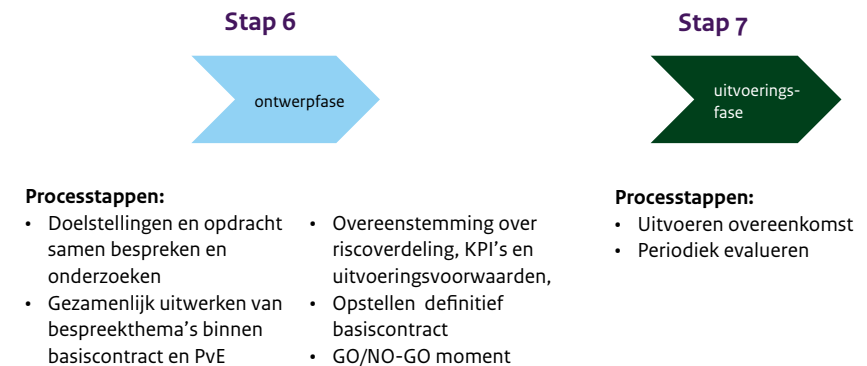 Stap 6
ontwerpfase
Processtappen:
• Doelstellingen en opdracht
samen bespreken en
onderzoeken
• Gezamenlijk uitwerken van
bespreekthema's binnen
basiscontract en PvE
• Overeenstemming over
riscoverdeling, KPI's en
uitvoeringsvoorwaarden,
• Opstellen definitief
basiscontract
• GO/NO-GO moment
Stap 7
uitvoerings-
fase
Processtappen:
• Uitvoeren overeenkomst
• Periodiek evalueren